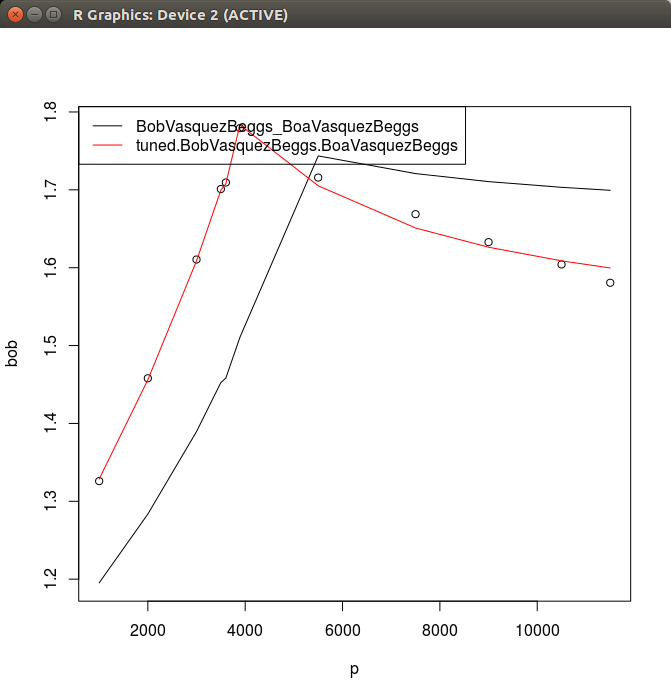 R Graphics: Device 2 (ACTIVE)
BobVasquezBeggs_BoaVasquezBeggs
tuned.BobVasquezBeggs.BoaVasquezBeggs
1.8
1.7
1.6
1.5
1.4
1.3
1.2
bob
2000 4000 6000 8000 10000
p